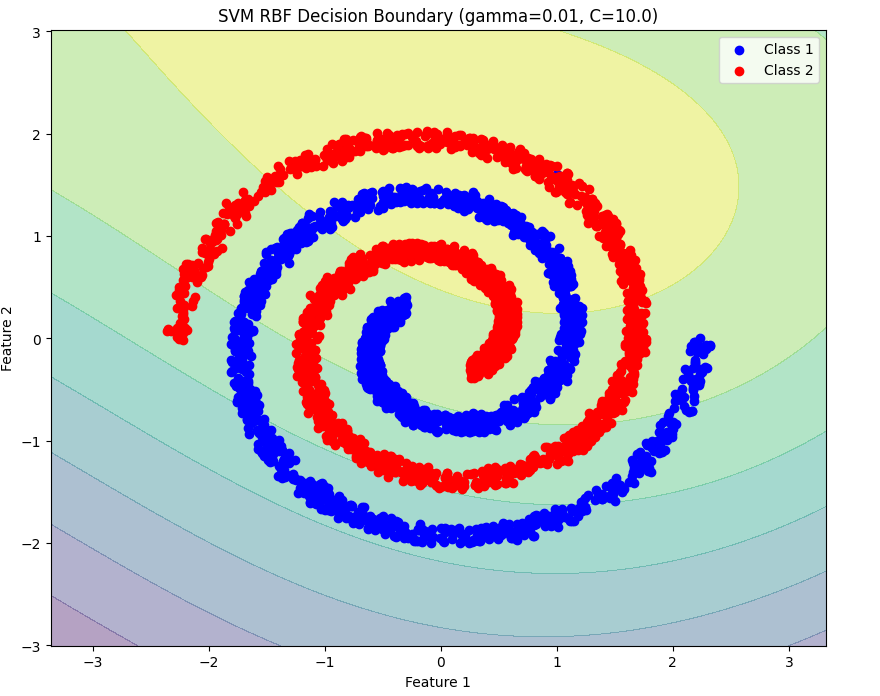 SVM RBF Decision Boundary (gamma=0.01, C=10.0)
Class 1
Class 2
3
2
1
0
−1
−2
−3
Feature 2
−3
−2
−1
0
1
2
3
Feature 1